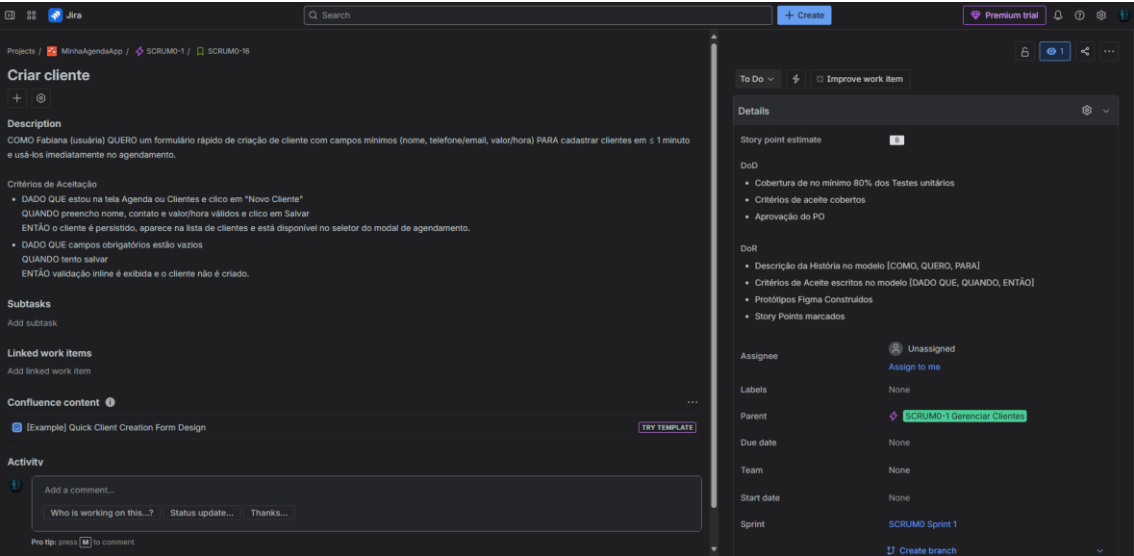 Jira
Search
+ Create
Premium trial
Projects / MinhaAgendaApp / SCRUM0-1 / SCRUM0-16
1
Criar cliente
To Do
Improve work item
Description
COMO Fabiana (usuária) QUERO um formulário rápido de criação de cliente com campos mínimos (nome, telefone/email, valor/hora) PARA cadastrar clientes em ≤ 1 minuto
e usá-los imediatamente no agendamento.
Critérios de Aceitação
• DADO QUE estou na tela Agenda ou Clientes e clico em "Novo Cliente"
QUANDO preencho nome, contato e valor/hora válidos e clico em Salvar
ENTÃO o cliente é persistido, aparece na lista de clientes e está disponível no seletor do modal de agendamento.
• DADO QUE campos obrigatórios estão vazios
QUANDO tento salvar
ENTÃO validação inline é exibida e o cliente não é criado.
Subtasks
Add subtask
Linked work items
Add linked work item
Confluence content
[Example] Quick Client Creation Form Design
TRY TEMPLATE
Activity
Add a comment...
Who is working on this...?
Status update...
Thanks...
Pro tip: press M to comment
Details
Story point estimate
8
DoD
• Cobertura de no mínimo 80% dos Testes unitários
• Critérios de aceite cobertos
• Aprovação do PO
DoR
• Descrição da História no modelo [COMO, QUERO, PARA]
• Critérios de Aceite escritos no modelo [DADO QUE, QUANDO, ENTÃO]
• Protótipos Figma Construídos
• Story Points marcados
Assignee
Unassigned
Assign to me
Labels
None
Parent
SCRUM0-1 Gerenciar Clientes
Due date
None
Team
None
Start date
None
Sprint
SCRUM0 Sprint 1
Create branch